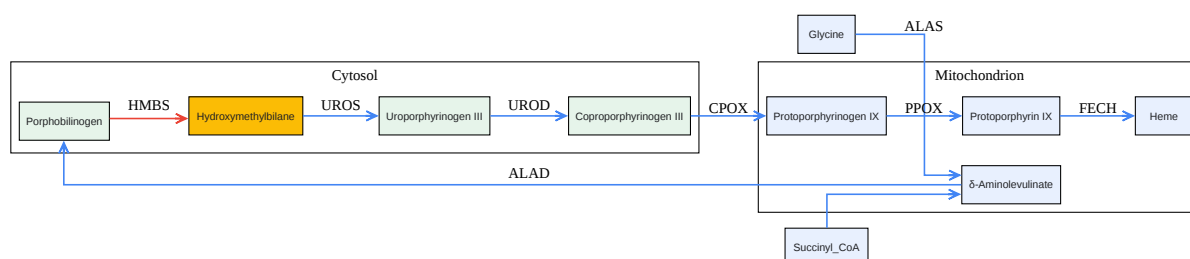 Glycine
ALAS
Cytosol
Mitochondrion
HMBS
UROS
UROD
CPOX
PPOX
FECH
Porphobilinogen
Hydroxymethylbilane
Uroporphyrinogen III
Coproporphyrinogen III
Protoporphyrinogen IX
Protoporphyrin IX
Heme
ALAD
δ-Aminolevulinate
Succinyl_CoA